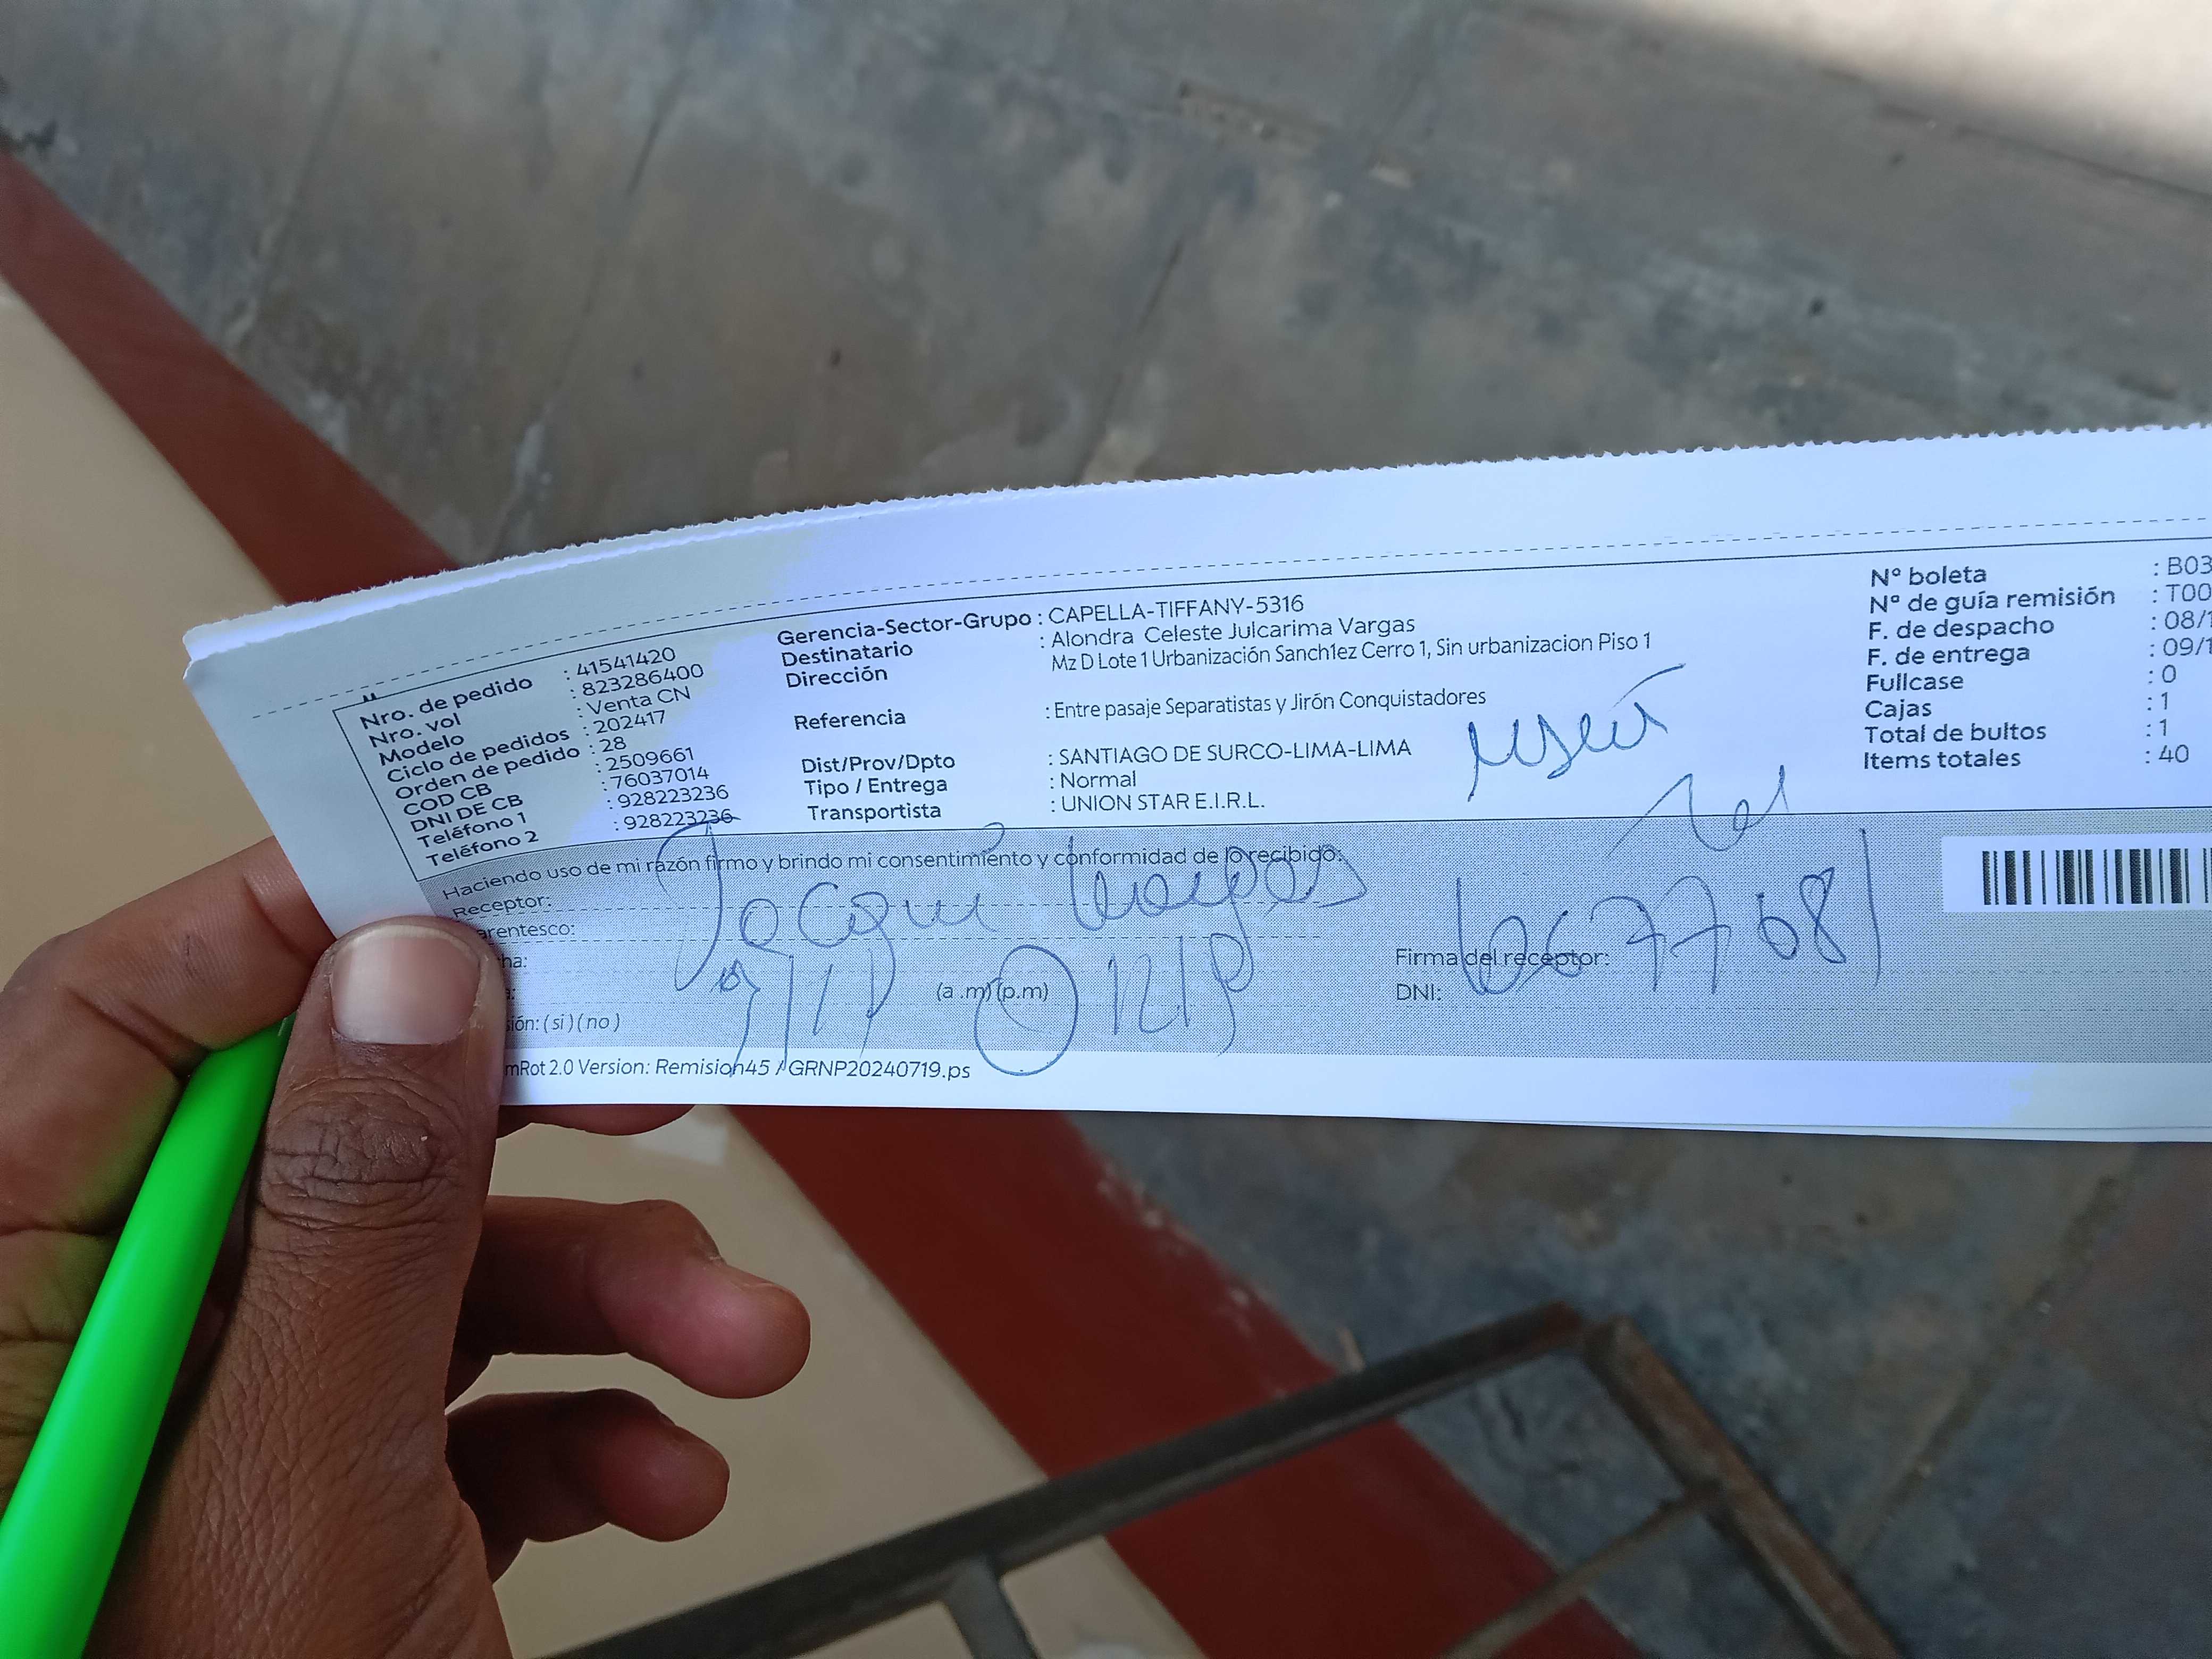 Nro. de pedido : 41541420
Nro. vol : 823286400
Modelo : Venta CN
Ciclo de pedidos : 202417
Orden de pedido : 28
COD CB : 2509661
DNI DE CB : 76037014
Teléfono 1 : 928223236
Teléfono 2 : 928223236
Gerencia-Sector-Grupo : CAPELLA-TIFFANY-5316
Destinatario : Alondra Celeste Julcarima Vargas
Dirección Mz D Lote 1 Urbanización Sanch1ez Cerro 1, Sin urbanizacion Piso 1
Referencia : Entre pasaje Separatistas y Jirón Conquistadores
Dist/Prov/Dpto : SANTIAGO DE SURCO-LIMA-LIMA
Tipo / Entrega : Normal
Transportista : UNION STAR E.I.R.L.
Nº boleta : B03
Nº de guía remisión : T00
F. de despacho : 08/1
F. de entrega : 09/1
Fullcase : 0
Cajas : 1
Total de bultos : 1
Items totales : 40
Haciendo uso de mi razón firmo y brindo mi consentimiento y conformidad de lo recibido:
Receptor:
arentesco:
ha:
(a .m) (p.m)
Firma del receptor:
DNI:
sión: ( si ) ( no )
mRot 2.0 Version: Remision45 / GRNP20240719.ps